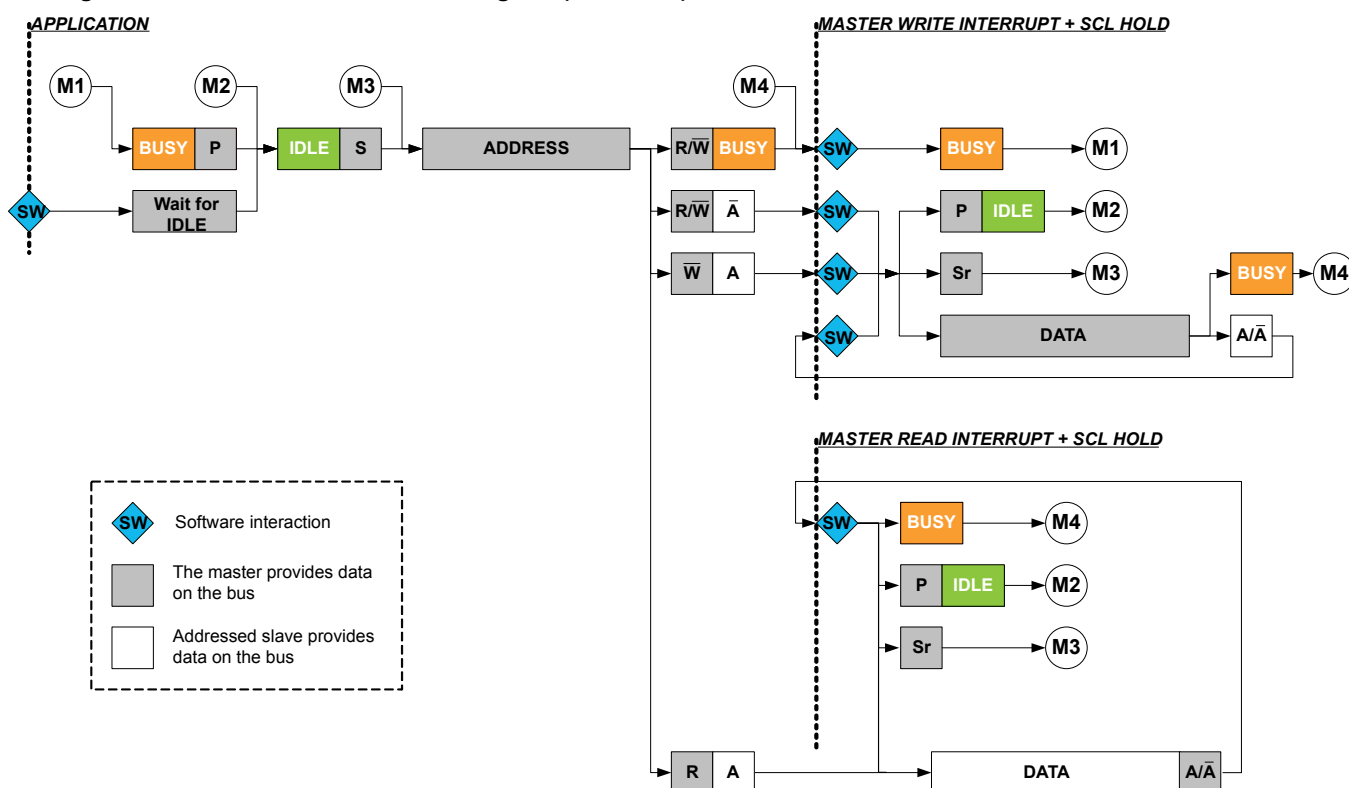 APPLICATION
MASTER WRITE INTERRUPT + SCL HOLD
M1
M2
M3
M4
BUSY P
IDLE S
ADDRESS
R/W̅ BUSY
SW
BUSY
M1
SW
Wait for
IDLE
R/W̅ A̅
SW
P IDLE
M2
W̅ A
SW
Sr
M3
BUSY
M4
SW
DATA
A/A̅
MASTER READ INTERRUPT + SCL HOLD
SW
BUSY
M4
P IDLE
M2
Sr
M3
R A
DATA
A/A̅
SW
Software interaction
The master provides data
on the bus
Addressed slave provides
data on the bus